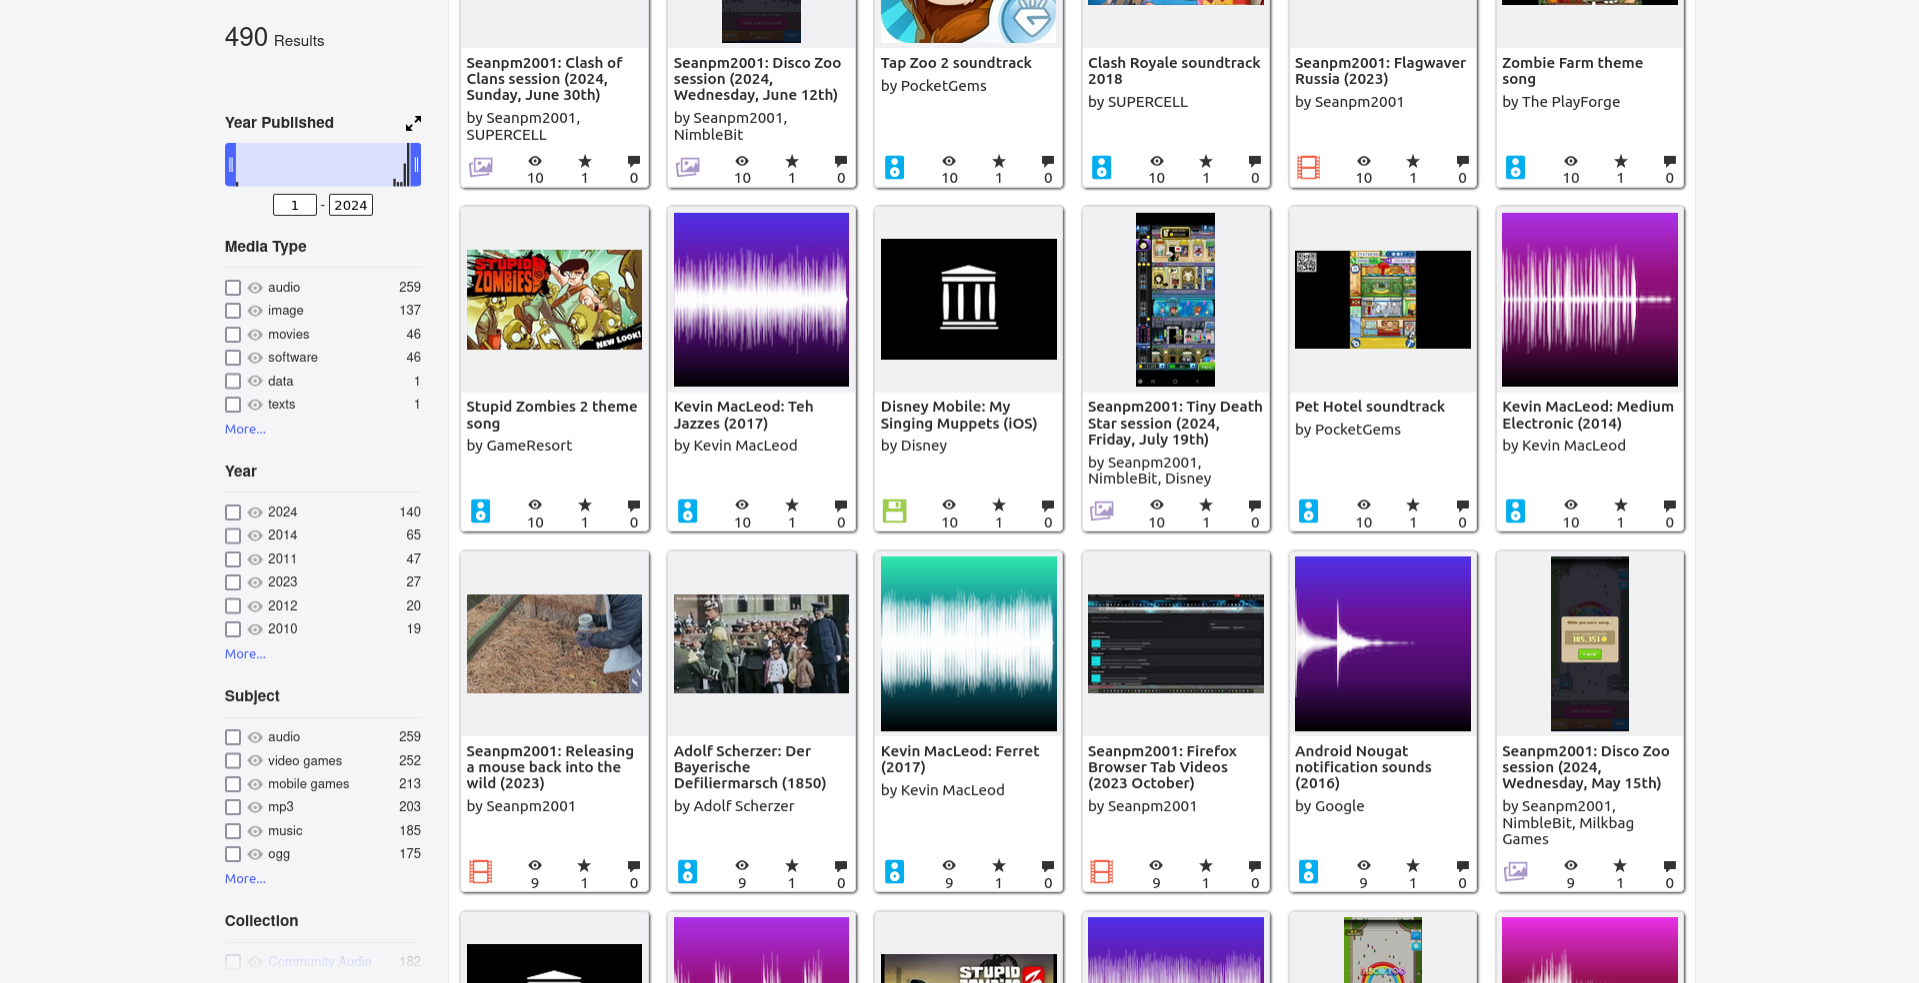 490 Results
Year Published
1 - 2024
Media Type
audio 259
image 137
movies 46
software 46
data 1
texts 1
More...
Year
2024 140
2014 65
2011 47
2023 27
2012 20
2010 19
More...
Subject
audio 259
video games 252
mobile games 213
mp3 203
music 185
ogg 175
More...
Collection
Community Audio 182
Seanpm2001: Clash of
Clans session (2024,
Sunday, June 30th)
by Seanpm2001,
SUPERCELL
10 1 0
Seanpm2001: Disco Zoo
session (2024,
Wednesday, June 12th)
by Seanpm2001,
NimbleBit
10 1 0
Tap Zoo 2 soundtrack
by PocketGems
10 1 0
Clash Royale soundtrack
2018
by SUPERCELL
10 1 0
Seanpm2001: Flagwaver
Russia (2023)
by Seanpm2001
10 1 0
Zombie Farm theme
song
by The PlayForge
10 1 0
STUPID
ZOMBIES
NEW LOOK!
Stupid Zombies 2 theme
song
by GameResort
10 1 0
Kevin MacLeod: Teh
Jazzes (2017)
by Kevin MacLeod
10 1 0
Disney Mobile: My
Singing Muppets (iOS)
by Disney
10 1 0
Seanpm2001: Tiny Death
Star session (2024,
Friday, July 19th)
by Seanpm2001,
NimbleBit, Disney
10 1 0
Pet Hotel soundtrack
by PocketGems
10 1 0
Kevin MacLeod: Medium
Electronic (2014)
by Kevin MacLeod
10 1 0
Seanpm2001: Releasing
a mouse back into the
wild (2023)
by Seanpm2001
9 1 0
Adolf Scherzer: Der
Bayerische
Defiliermarsch (1850)
by Adolf Scherzer
9 1 0
Kevin MacLeod: Ferret
(2017)
by Kevin MacLeod
9 1 0
Seanpm2001: Firefox
Browser Tab Videos
(2023 October)
by Seanpm2001
9 1 0
Android Nougat
notification sounds
(2016)
by Google
9 1 0
While you were away...
185,351
Seanpm2001: Disco Zoo
session (2024,
Wednesday, May 15th)
by Seanpm2001,
NimbleBit, Milkbag
Games
9 1 0
STUPID
DISCO ZOO